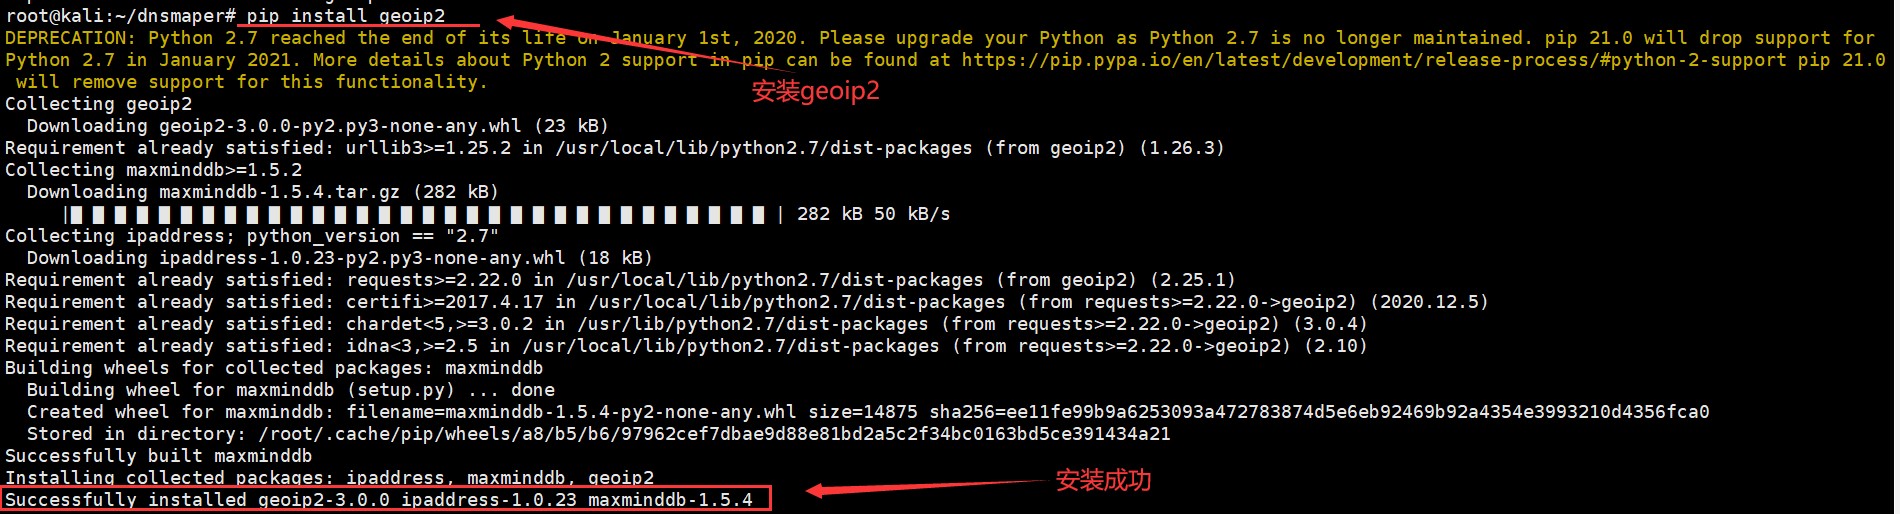 root@kali:~/dnsmaper# pip install geoip2
DEPRECATION: Python 2.7 reached the end of its life on January 1st, 2020. Please upgrade your Python as Python 2.7 is no longer maintained. pip 21.0 will drop support for
Python 2.7 in January 2021. More details about Python 2 support in pip can be found at https://pip.pypa.io/en/latest/development/release-process/#python-2-support pip 21.0
will remove support for this functionality.
安装geoip2
Collecting geoip2
Downloading geoip2-3.0.0-py2.py3-none-any.whl (23 kB)
Requirement already satisfied: urllib3>=1.25.2 in /usr/local/lib/python2.7/dist-packages (from geoip2) (1.26.3)
Collecting maxminddb>=1.5.2
Downloading maxminddb-1.5.4.tar.gz (282 kB)
|████████████████████████████████| 282 kB 50 kB/s
Collecting ipaddress; python_version == "2.7"
Downloading ipaddress-1.0.23-py2.py3-none-any.whl (18 kB)
Requirement already satisfied: requests>=2.22.0 in /usr/local/lib/python2.7/dist-packages (from geoip2) (2.25.1)
Requirement already satisfied: certifi>=2017.4.17 in /usr/local/lib/python2.7/dist-packages (from requests>=2.22.0->geoip2) (2020.12.5)
Requirement already satisfied: chardet<5,>=3.0.2 in /usr/lib/python2.7/dist-packages (from requests>=2.22.0->geoip2) (3.0.4)
Requirement already satisfied: idna<3,>=2.5 in /usr/local/lib/python2.7/dist-packages (from requests>=2.22.0->geoip2) (2.10)
Building wheels for collected packages: maxminddb
Building wheel for maxminddb (setup.py) ... done
Created wheel for maxminddb: filename=maxminddb-1.5.4-py2-none-any.whl size=14875 sha256=ee11fe99b9a6253093a472783874d5e6eb92469b92a4354e3993210d4356fca0
Stored in directory: /root/.cache/pip/wheels/a8/b5/b6/97962cef7dbae9d88e81bd2a5c2f34bc0163bd5ce391434a21
Successfully built maxminddb
Installing collected packages: ipaddress, maxminddb, geoip2
Successfully installed geoip2-3.0.0 ipaddress-1.0.23 maxminddb-1.5.4
安装成功